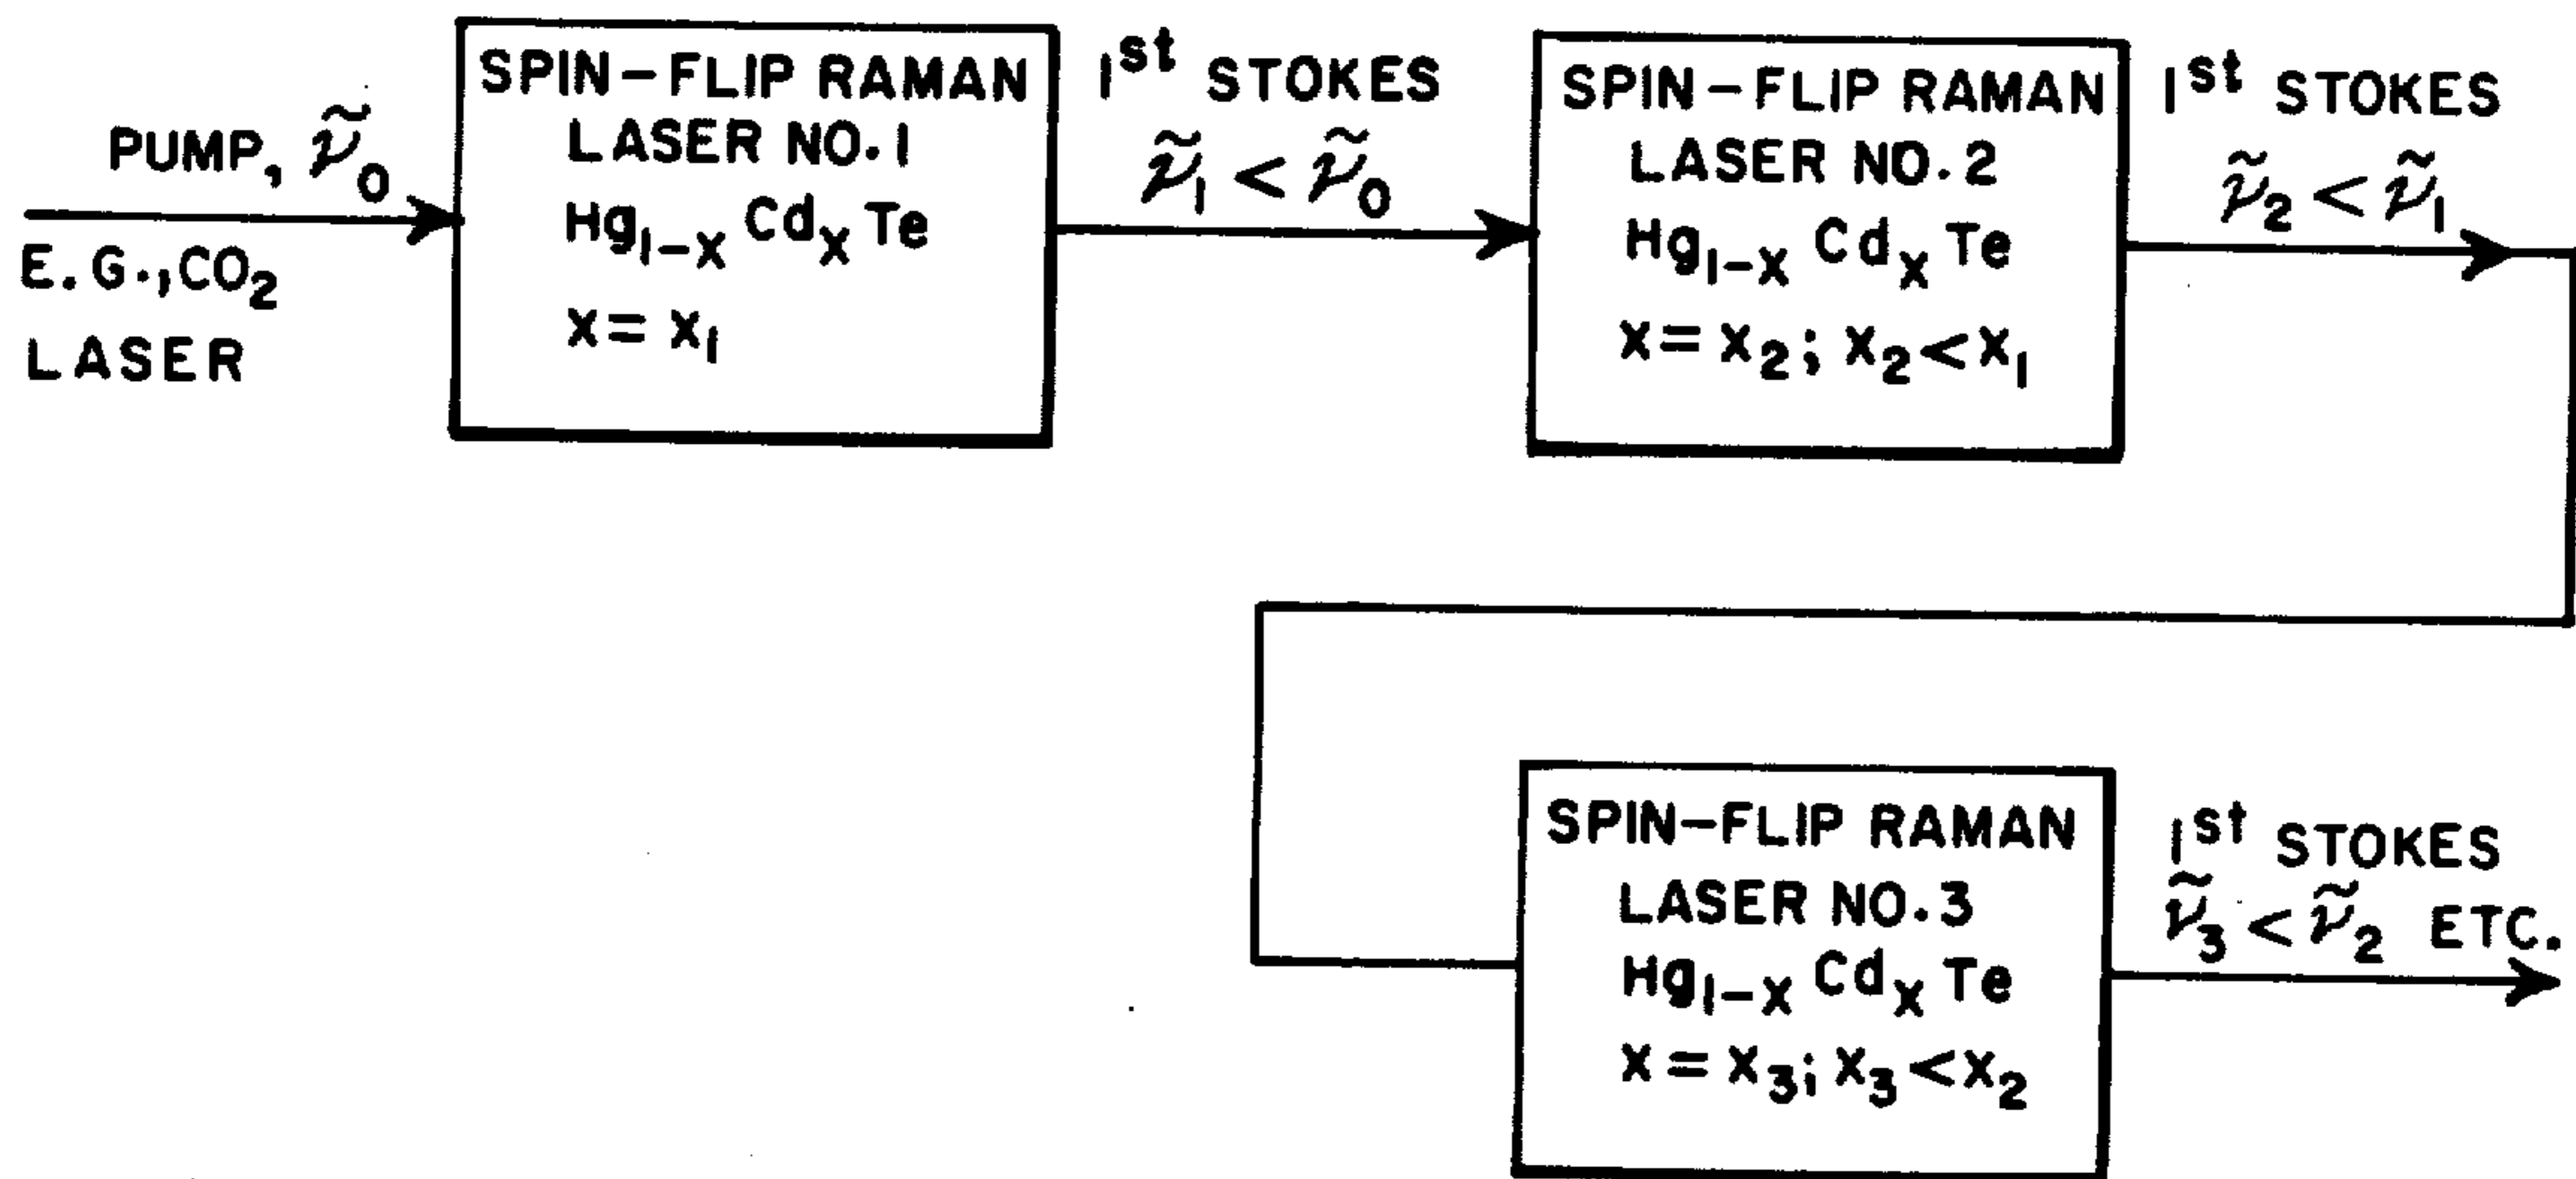 PUMP, ν̃₀
E.G., CO₂
LASER
SPIN-FLIP RAMAN
LASER NO. 1
Hg₁₋ₓ Cdₓ Te
x = x₁
1st STOKES
ν̃₁ < ν̃₀
SPIN-FLIP RAMAN
LASER NO. 2
Hg₁₋ₓ Cdₓ Te
x = x₂; x₂ < x₁
1st STOKES
ν̃₂ < ν̃₁
SPIN-FLIP RAMAN
LASER NO. 3
Hg₁₋ₓ Cdₓ Te
x = x₃; x₃ < x₂
1st STOKES
ν̃₃ < ν̃₂ ETC.